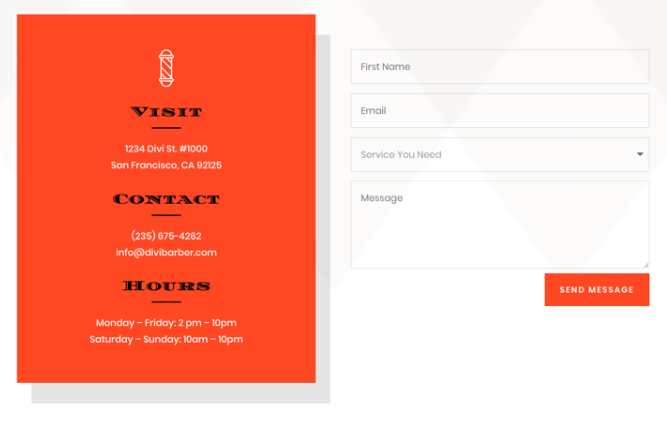 Visit
1234 Divi St. #1000
San Francisco, CA 92125
Contact
(235) 675-4262
info@divibarber.com
Hours
Monday – Friday: 2 pm – 10pm
Saturday – Sunday: 10am – 10pm
First Name
Email
Service You Need
Message
SEND MESSAGE